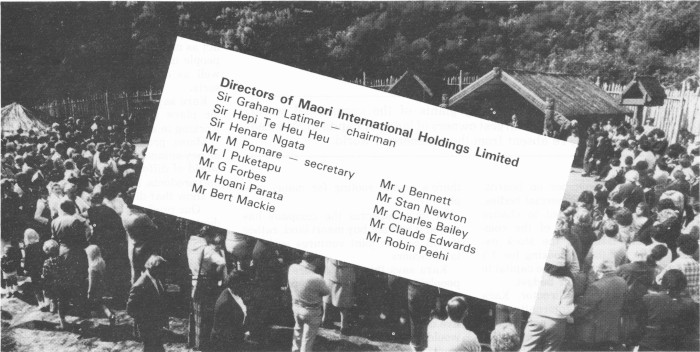 Directors of Maori International Holdings Limited
Sir Graham Latimer — chairman
Sir Hepi Te Heu Heu
Sir Henare Ngata
Mr M Pomare — secretary
Mr I Puketapu
Mr G Forbes
Mr Hoani Parata
Mr Bert Mackie
Mr J Bennett
Mr Stan Newton
Mr Charles Bailey
Mr Claude Edwards
Mr Robin Peehi